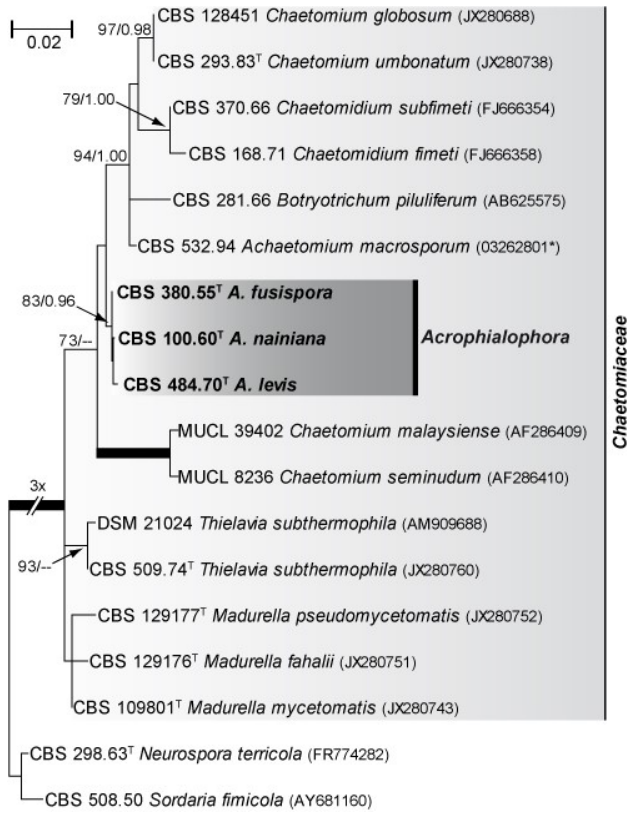 97/0.98
CBS 128451 Chaetomium globosum (JX280688)
0.02
CBS 293.83ᵀ Chaetomium umbonatum (JX280738)
79/1.00
CBS 370.66 Chaetomidium subfimeti (FJ666354)
94/1.00
CBS 168.71 Chaetomidium fimeti (FJ666358)
CBS 281.66 Botryotrichum piluliferum (AB625575)
CBS 532.94 Achaetomium macrosporum (03262801*)
83/0.96
CBS 380.55ᵀ A. fusispora
73/--
CBS 100.60ᵀ A. nainiana
Acrophialophora
CBS 484.70ᵀ A. levis
Chaetomiaceae
MUCL 39402 Chaetomium malaysiense (AF286409)
MUCL 8236 Chaetomium seminudum (AF286410)
3x
DSM 21024 Thielavia subthermophila (AM909688)
93/--
CBS 509.74ᵀ Thielavia subthermophila (JX280760)
CBS 129177ᵀ Madurella pseudomycetomatis (JX280752)
CBS 129176ᵀ Madurella fahalii (JX280751)
CBS 109801ᵀ Madurella mycetomatis (JX280743)
CBS 298.63ᵀ Neurospora terricola (FR774282)
CBS 508.50 Sordaria fimicola (AY681160)